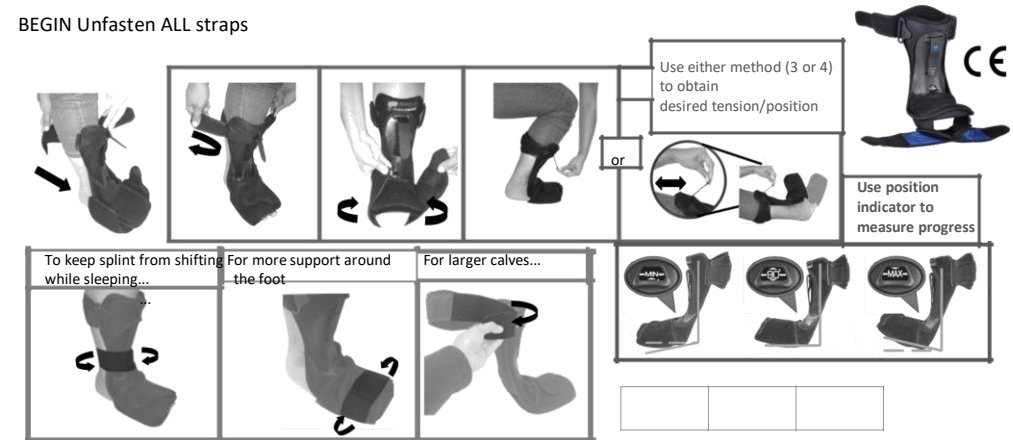 BEGIN Unfasten ALL straps
Use either method (3 or 4)
to obtain
desired tension/position
CE
or
Use position
indicator to
measure progress
To keep splint from shifting
while sleeping...
...
For more support around
the foot
For larger calves...
MIN
90°
MAX